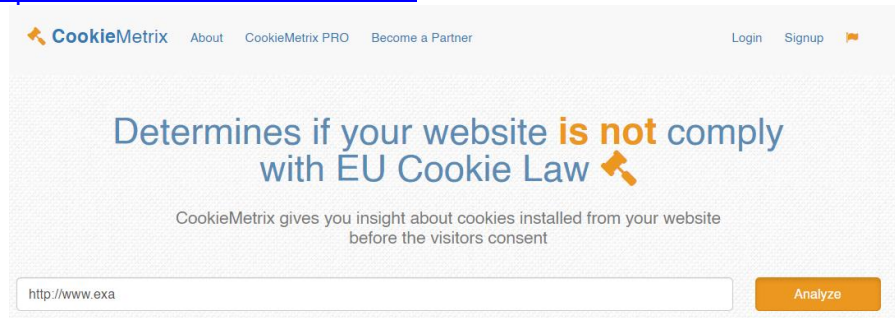 CookieMetrix About CookieMetrix PRO Become a Partner Login Signup
Determines if your website is not comply
with EU Cookie Law
CookieMetrix gives you insight about cookies installed from your website
before the visitors consent
http://www.exa Analyze